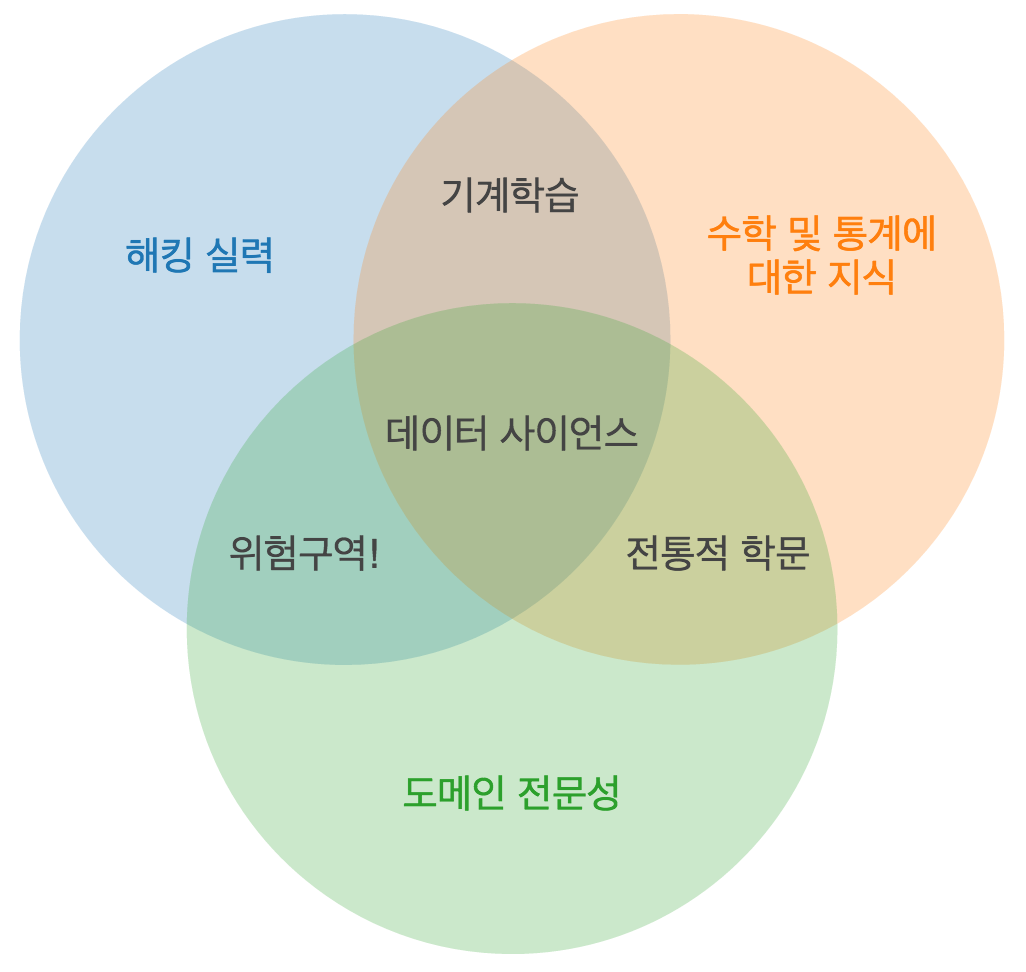 기계학습
해킹 실력
수학 및 통계에
대한 지식
데이터 사이언스
위험구역!
전통적 학문
도메인 전문성